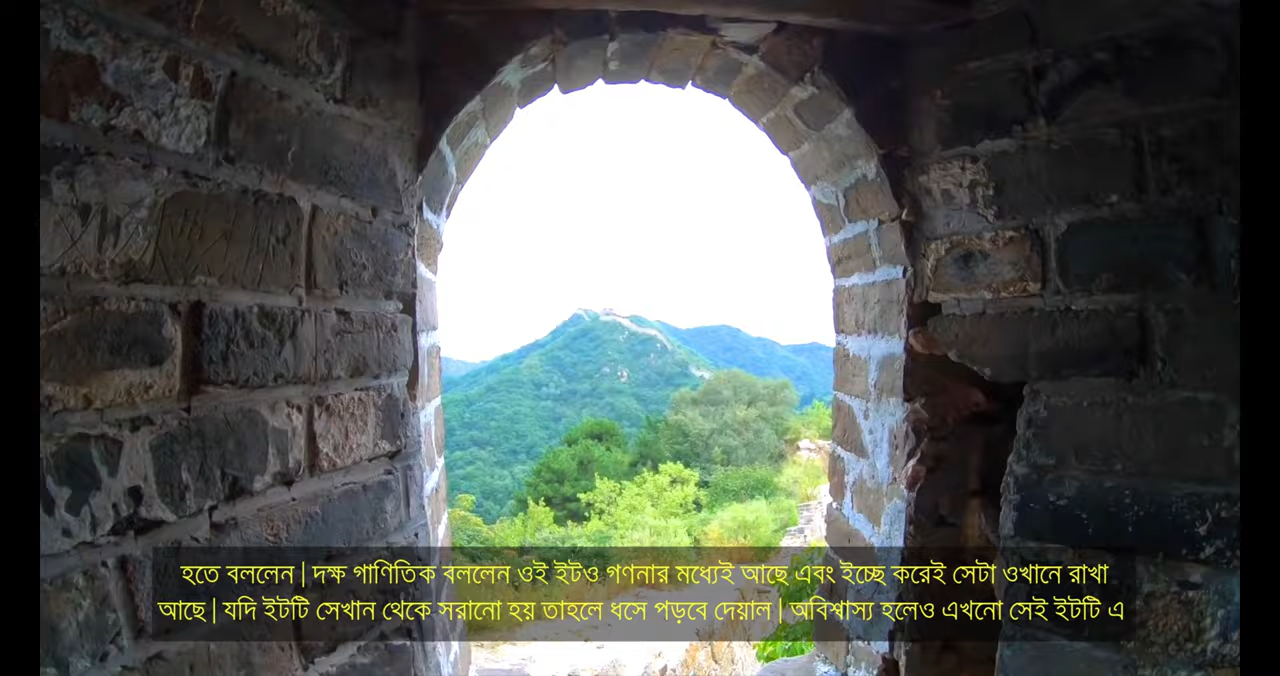 হতে বললেন | দক্ষ গাণিতিক বললেন ওই ইটও গণনার মধ্যেই আছে এবং ইচ্ছে করেই সেটা ওখানে রাখা
আছে | যদি ইটটি সেখান থেকে সরানো হয় তাহলে ধসে পড়বে দেয়াল | অবিশ্বাস্য হলেও এখনো সেই ইটটি এ